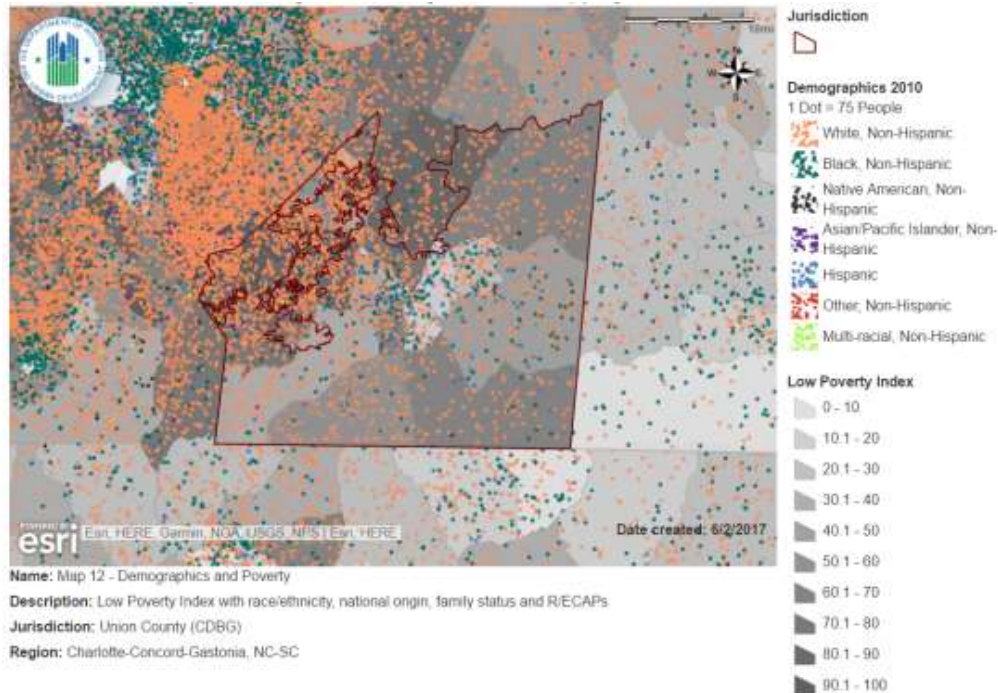 10mi
W
E
Date created: 6/2/2017
POWERED BY
esri
Esri, HERE, Garmin, NGA, USGS, NPS | Esri, HERE
Name: Map 12 - Demographics and Poverty
Description: Low Poverty Index with race/ethnicity, national origin, family status and R/ECAPs
Jurisdiction: Union County (CDBG)
Region: Charlotte-Concord-Gastonia, NC-SC
Jurisdiction
Demographics 2010
1 Dot = 75 People
White, Non-Hispanic
Black, Non-Hispanic
Native American, Non-
Hispanic
Asian/Pacific Islander, Non-
Hispanic
Hispanic
Other, Non-Hispanic
Multi-racial, Non-Hispanic
Low Poverty Index
0 - 10
10.1 - 20
20.1 - 30
30.1 - 40
40.1 - 50
50.1 - 60
60.1 - 70
70.1 - 80
80.1 - 90
90.1 - 100